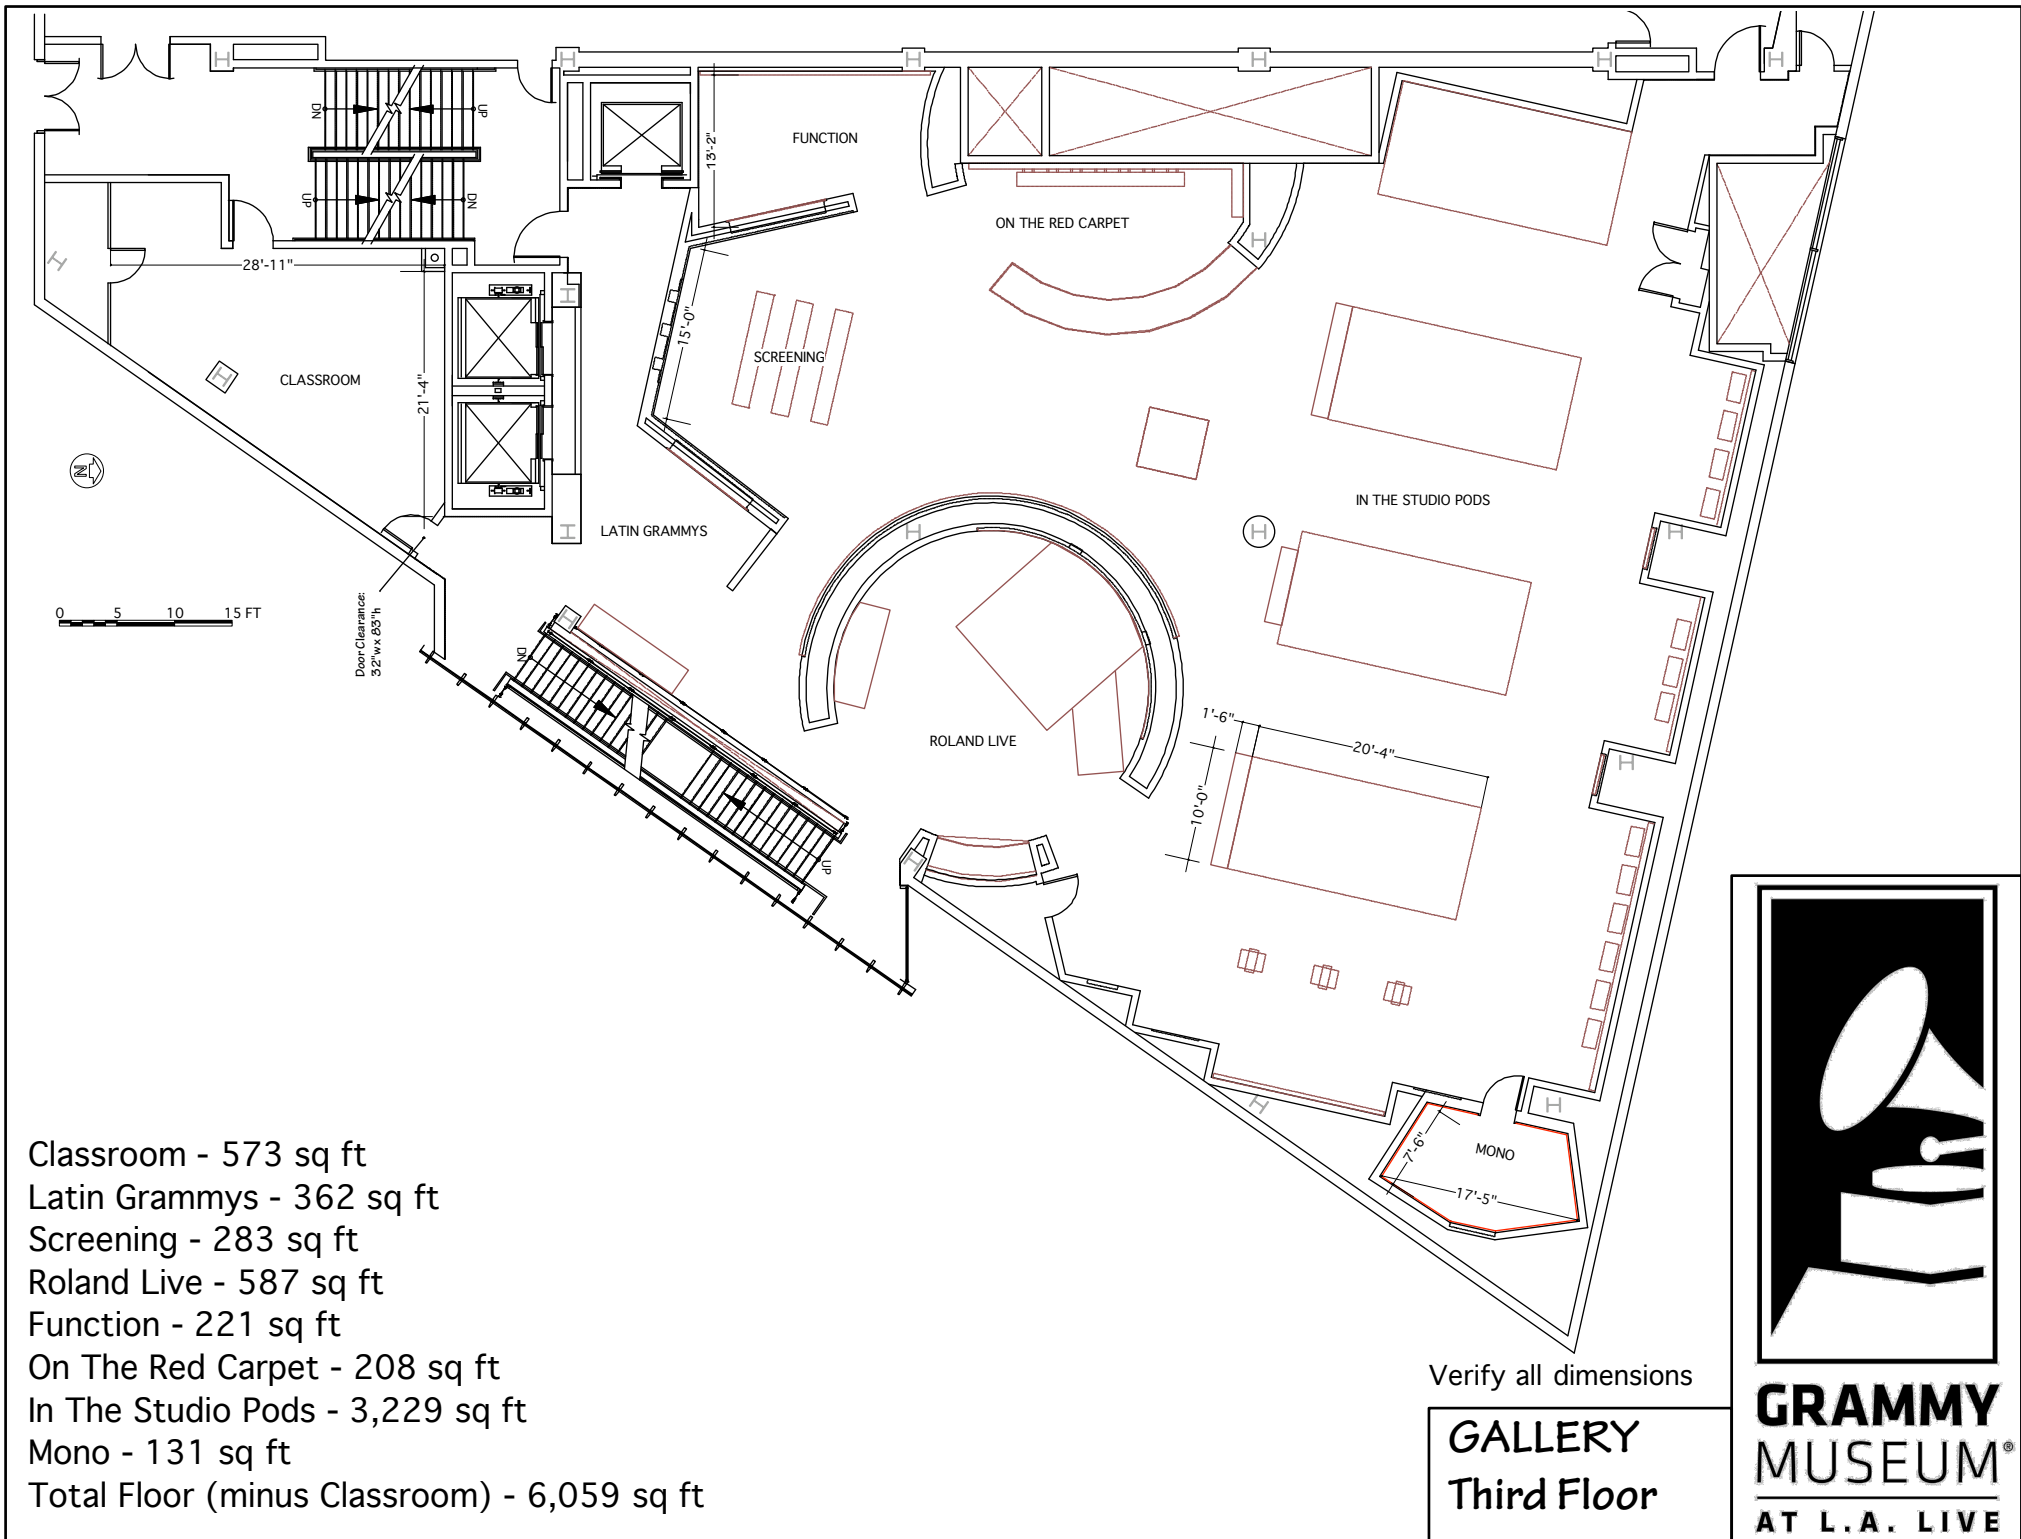 DN
UP
UP
DN
FUNCTION
13'-2"
ON THE RED CARPET
28'-11"
15'-0"
SCREENING
CLASSROOM
21'-4"
N
IN THE STUDIO PODS
LATIN GRAMMYS
0 5 10 15 FT
Door Clearance:
32"w x 83"h
DN
ROLAND LIVE
1'-6"
20'-4"
10'-0"
UP
MONO
7'-6"
17'-5"
Classroom - 573 sq ft
Latin Grammys - 362 sq ft
Screening - 283 sq ft
Roland Live - 587 sq ft
Function - 221 sq ft
On The Red Carpet - 208 sq ft
In The Studio Pods - 3,229 sq ft
Mono - 131 sq ft
Total Floor (minus Classroom) - 6,059 sq ft
Verify all dimensions
GALLERY
Third Floor
GRAMMY
MUSEUM®
AT L.A. LIVE